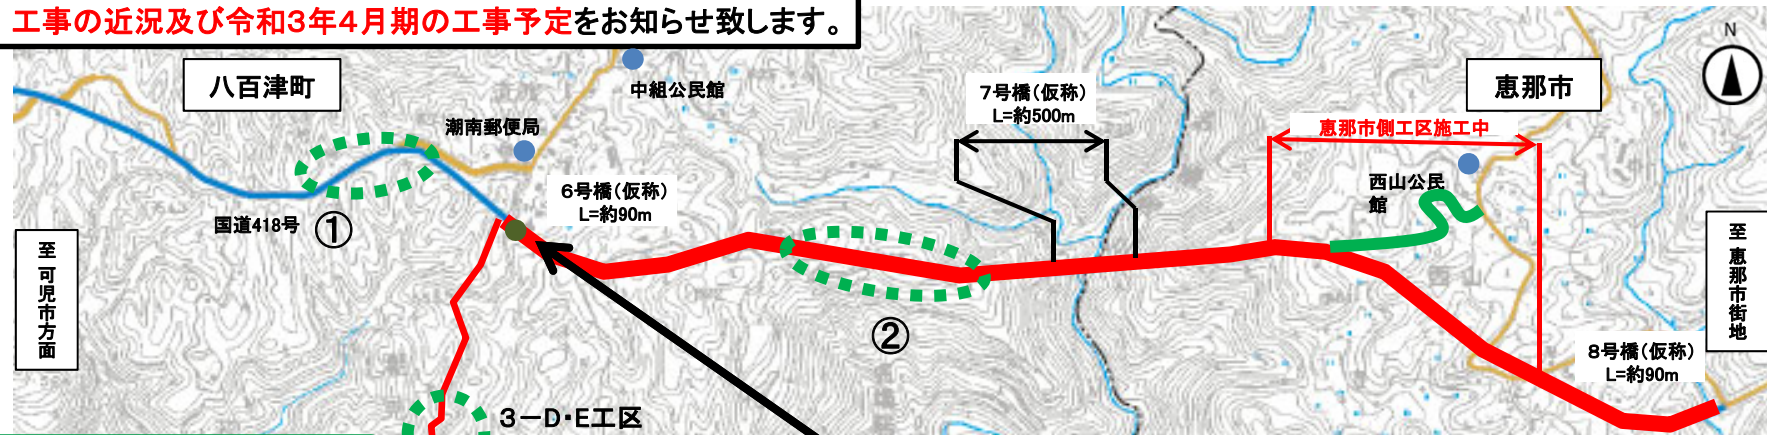 工事の近況及び令和３年４月期の工事予定をお知らせ致します。
八百津町
中組公民館
潮南郵便局
７号橋（仮称）
L=約500m
恵那市
N
恵那市側工区施工中
６号橋（仮称）
L=約90m
西山公民
館
国道418号
①
至 可児市方面
至 恵那市街地
②
８号橋（仮称）
L=約90m
３－D・E工区